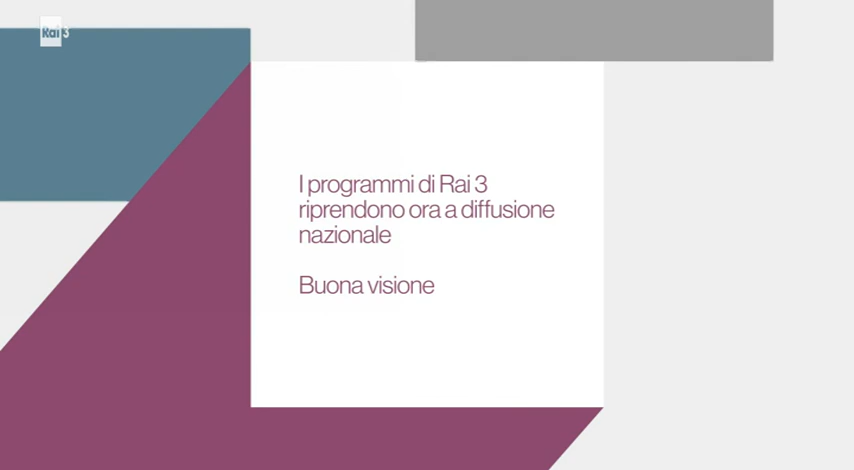 Rai 3
I programmi di Rai 3
riprendono ora a diffusione
nazionale
Buona visione